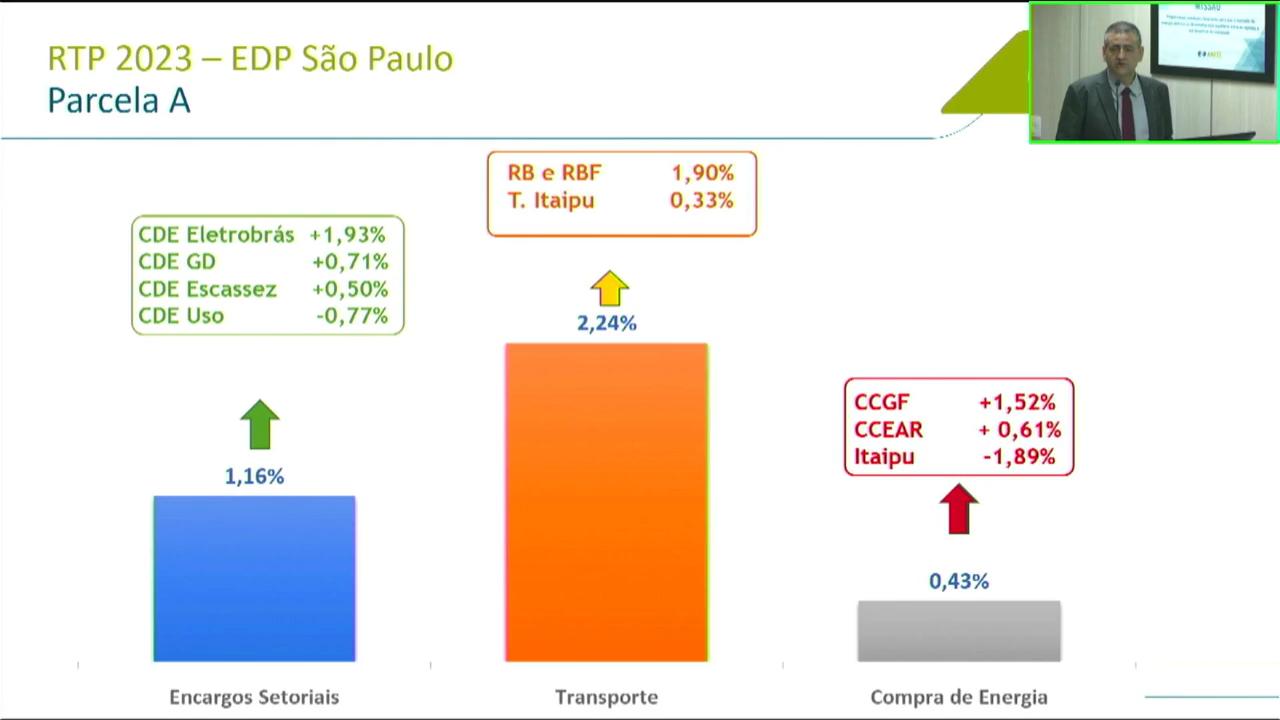 RTP 2023 – EDP São Paulo
Parcela A
MISSÃO
RB e RBF 1,90%
T. Itaipu 0,33%
CDE Eletrobrás +1,93%
CDE GD +0,71%
CDE Escassez +0,50%
CDE Uso -0,77%
2,24%
CCGF +1,52%
CCEAR + 0,61%
Itaipu -1,89%
1,16%
0,43%
Encargos Setoriais
Transporte
Compra de Energia